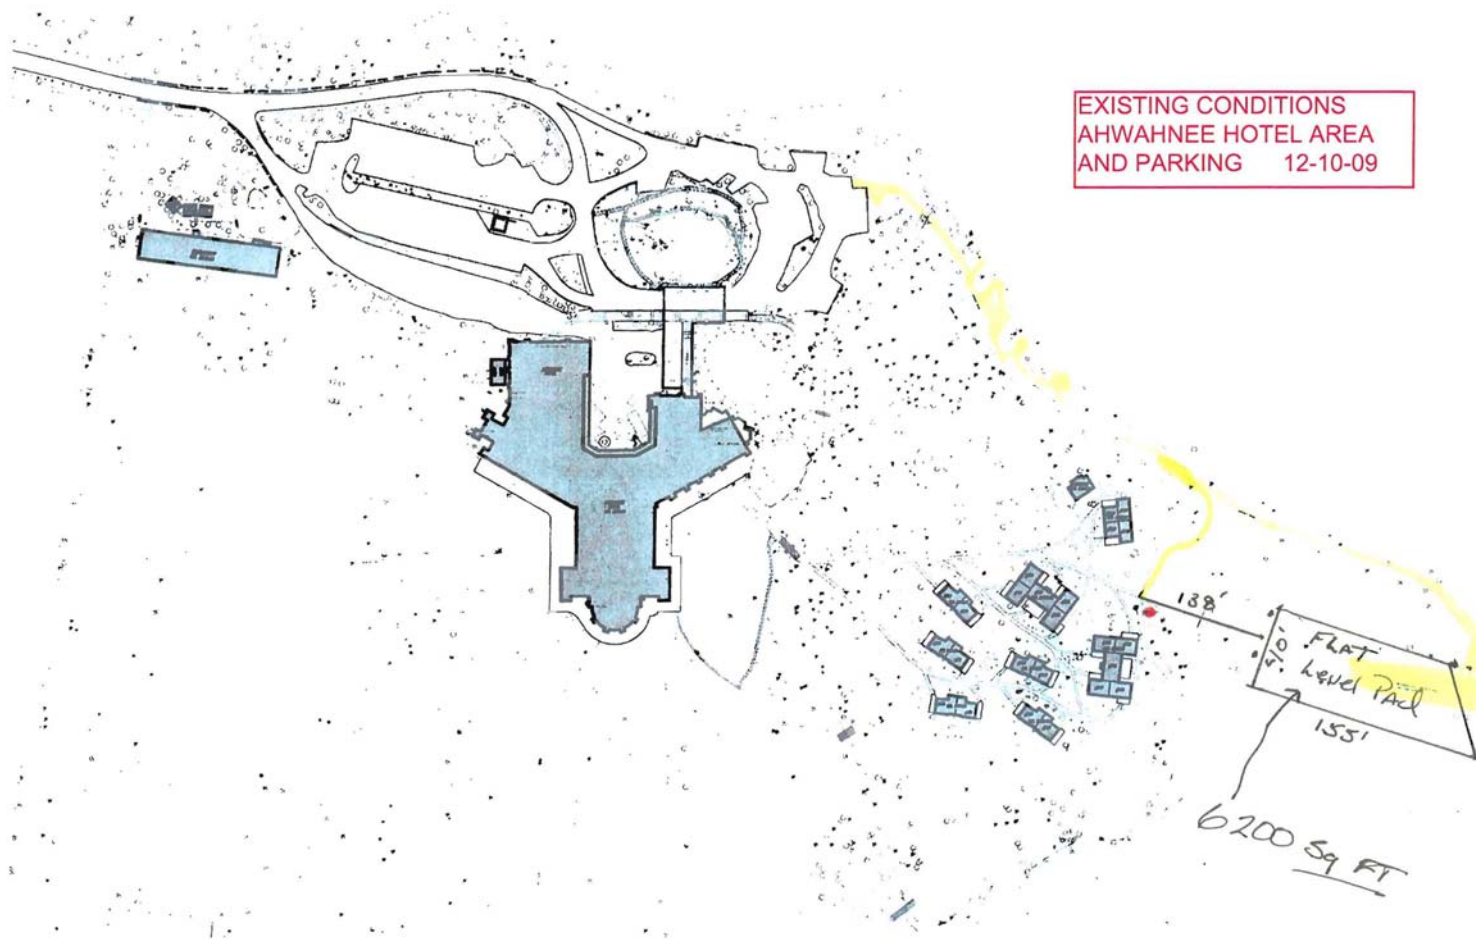 EXISTING CONDITIONS
AHWAHNEE HOTEL AREA
AND PARKING 12-10-09
138'
40'
FLAT
Level Pad
155'
6200 Sq FT